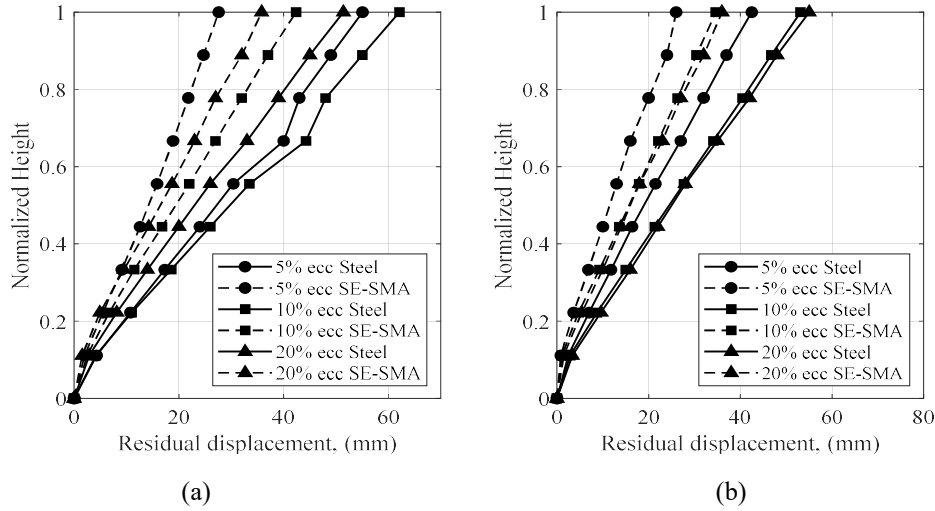 1
0.8
0.6
0.4
0.2
0
Normalized Height
5% ecc Steel
5% ecc SE-SMA
10% ecc Steel
10% ecc SE-SMA
20% ecc Steel
20% ecc SE-SMA
0 20 40 60
Residual displacement, (mm)
(a)
1
0.8
0.6
0.4
0.2
0
Normalized Height
5% ecc Steel
5% ecc SE-SMA
10% ecc Steel
10% ecc SE-SMA
20% ecc Steel
20% ecc SE-SMA
0 20 40 60 80
Residual displacement, (mm)
(b)